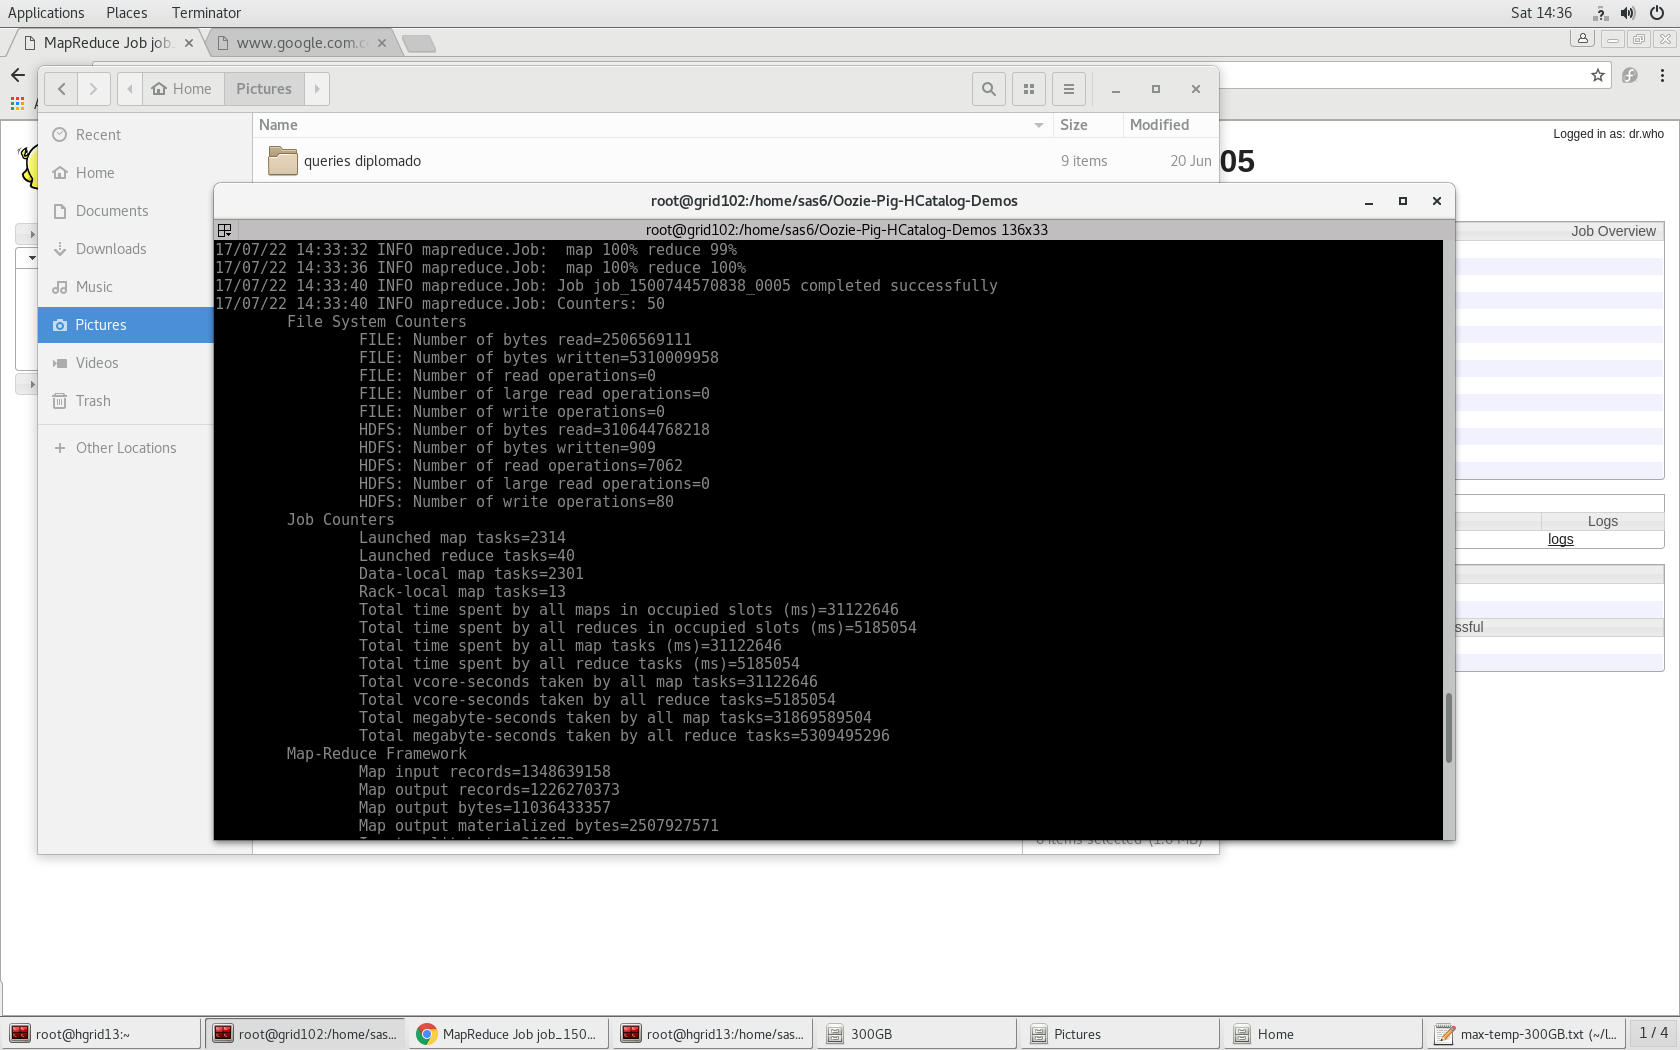 Applications Places Terminator
Sat 14:36
MapReduce Job job_
www.google.com.c
Home Pictures
Name Size Modified
Recent
queries diplomado 9 items 20 Jun
Home
Documents
Downloads
Music
Pictures
Videos
Trash
Other Locations
Logged in as: dr.who
05
Job Overview
Logs
logs
ssful
root@grid102:/home/sas6/Oozie-Pig-HCatalog-Demos
root@grid102:/home/sas6/Oozie-Pig-HCatalog-Demos 136x33
17/07/22 14:33:32 INFO mapreduce.Job:  map 100% reduce 99%
17/07/22 14:33:36 INFO mapreduce.Job:  map 100% reduce 100%
17/07/22 14:33:40 INFO mapreduce.Job: Job job_1500744570838_0005 completed successfully
17/07/22 14:33:40 INFO mapreduce.Job: Counters: 50
File System Counters
FILE: Number of bytes read=2506569111
FILE: Number of bytes written=5310009958
FILE: Number of read operations=0
FILE: Number of large read operations=0
FILE: Number of write operations=0
HDFS: Number of bytes read=310644768218
HDFS: Number of bytes written=909
HDFS: Number of read operations=7062
HDFS: Number of large read operations=0
HDFS: Number of write operations=80
Job Counters
Launched map tasks=2314
Launched reduce tasks=40
Data-local map tasks=2301
Rack-local map tasks=13
Total time spent by all maps in occupied slots (ms)=31122646
Total time spent by all reduces in occupied slots (ms)=5185054
Total time spent by all map tasks (ms)=31122646
Total time spent by all reduce tasks (ms)=5185054
Total vcore-seconds taken by all map tasks=31122646
Total vcore-seconds taken by all reduce tasks=5185054
Total megabyte-seconds taken by all map tasks=31869589504
Total megabyte-seconds taken by all reduce tasks=5309495296
Map-Reduce Framework
Map input records=1348639158
Map output records=1226270373
Map output bytes=11036433357
Map output materialized bytes=2507927571
root@hgrid13:~
root@grid102:/home/sas...
MapReduce Job job_150...
root@hgrid13:/home/sas...
300GB
Pictures
Home
max-temp-300GB.txt (~/l...
1 / 4